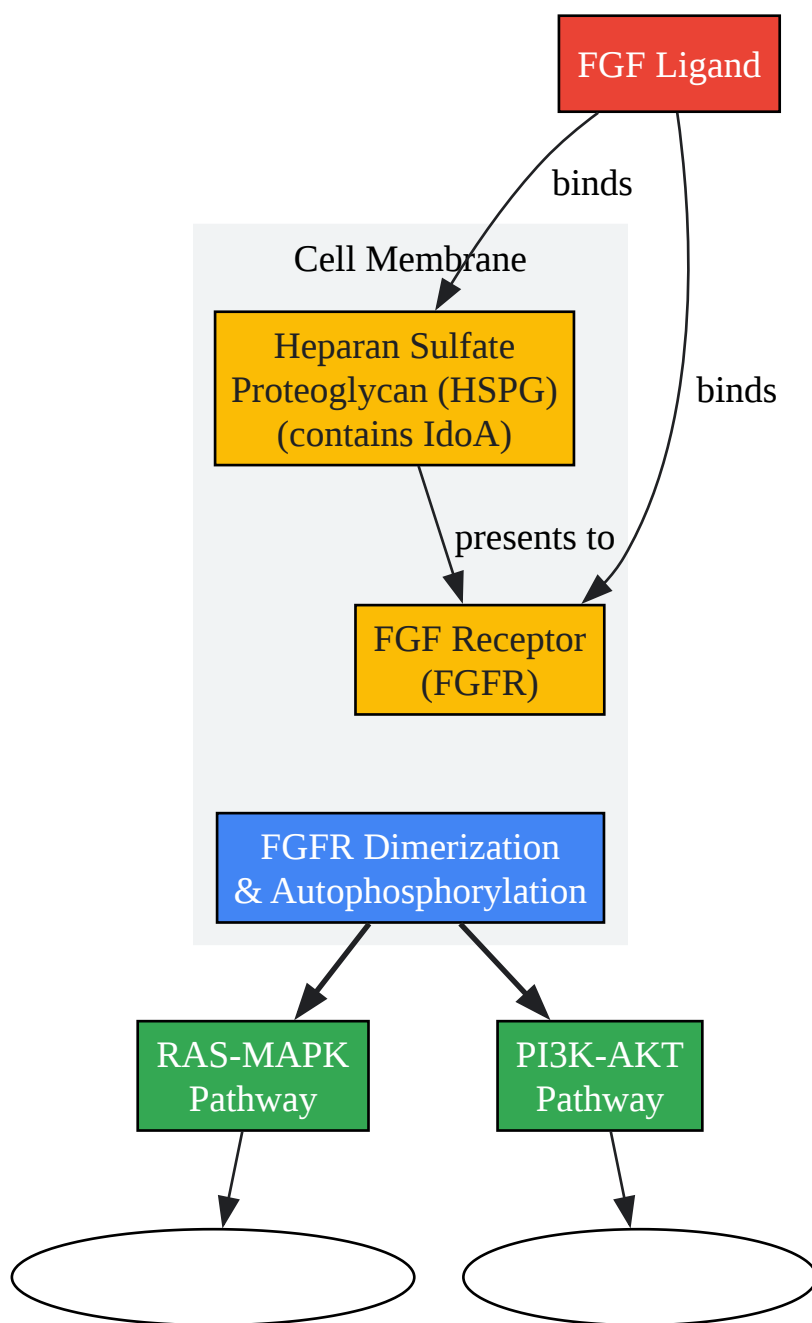 FGF Ligand
binds
Cell Membrane
Heparan Sulfate
Proteoglycan (HSPG)
(contains IdoA)
binds
presents to
FGF Receptor
(FGFR)
FGFR Dimerization
& Autophosphorylation
RAS-MAPK
Pathway
PI3K-AKT
Pathway